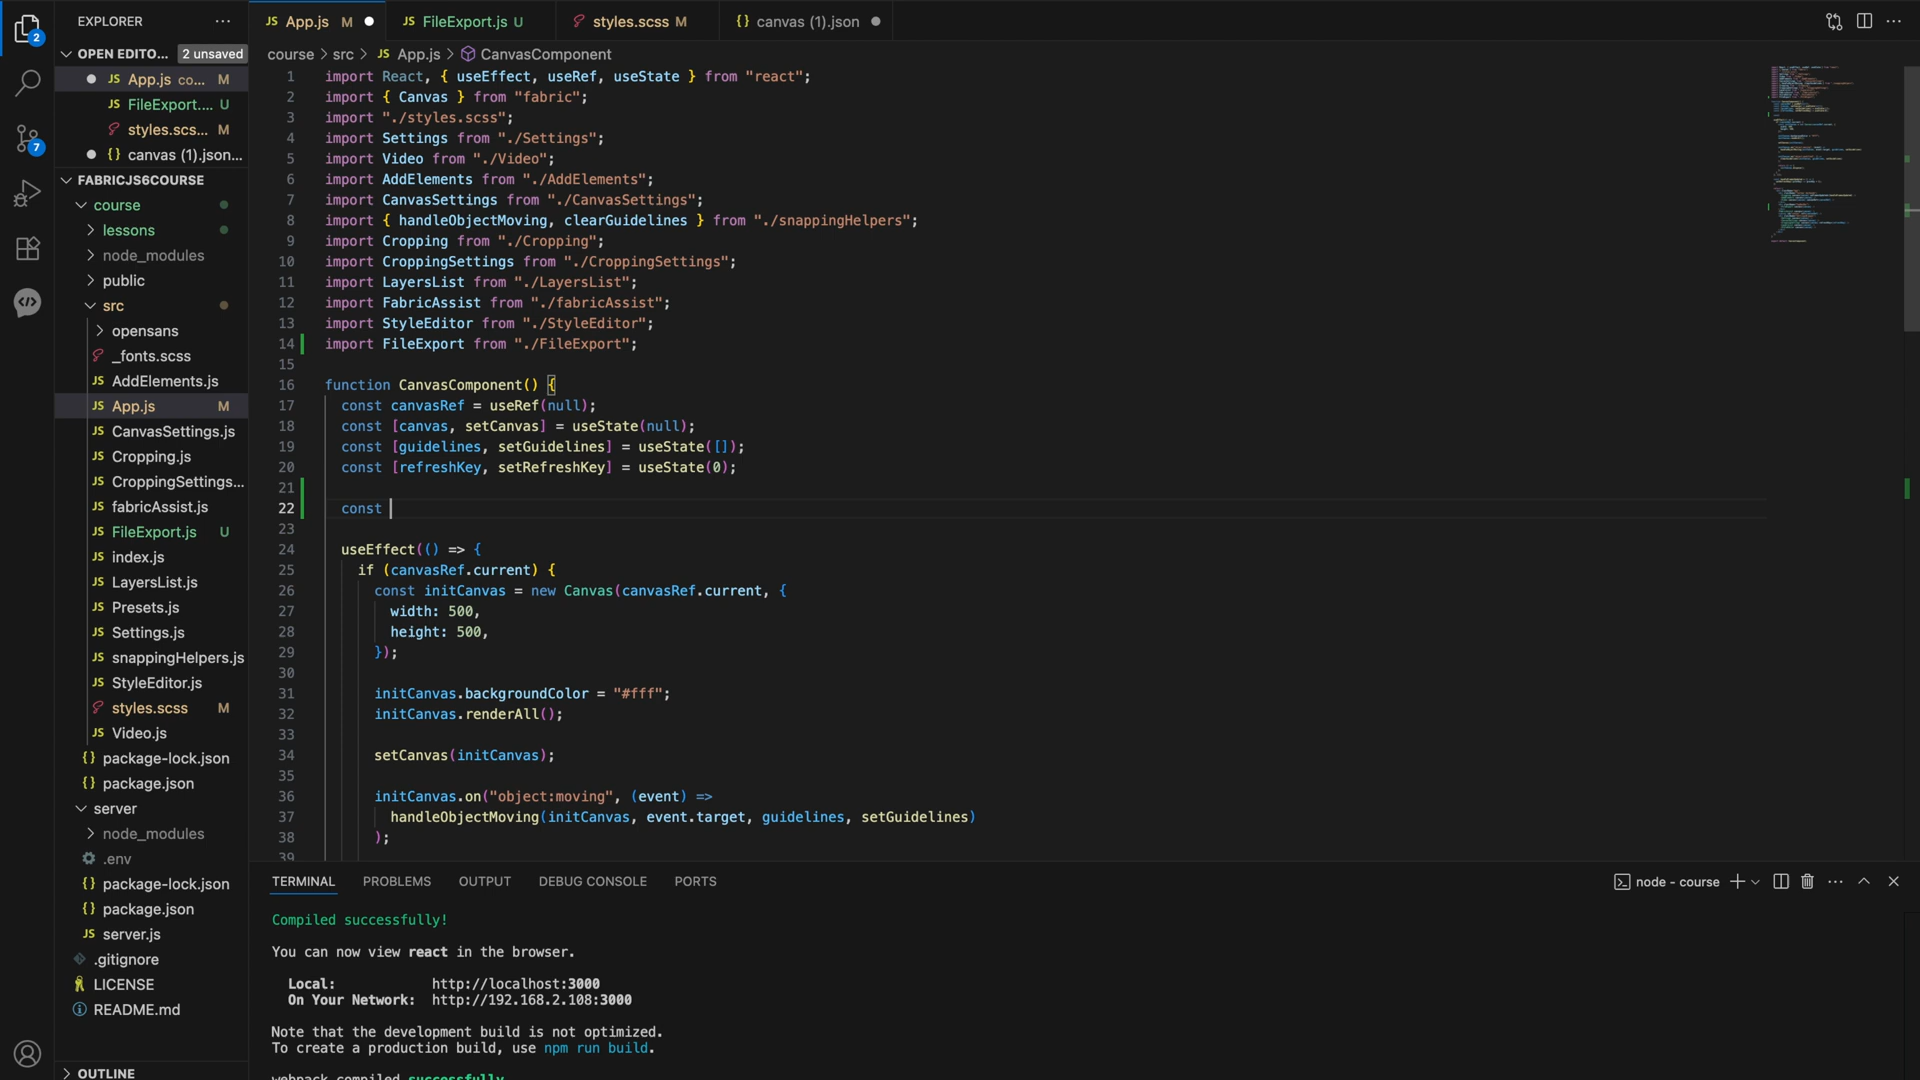 EXPLORER ···
OPEN EDITO... 2 unsaved
JS App.js co... M
JS FileExport.... U
styles.scs... M
{} canvas (1).json...
FABRICJS6COURSE
course
lessons
node_modules
public
src
opensans
_fonts.scss
JS AddElements.js
JS App.js M
JS CanvasSettings.js
JS Cropping.js
JS CroppingSettings...
JS fabricAssist.js
JS FileExport.js U
JS index.js
JS LayersList.js
JS Presets.js
JS Settings.js
JS snappingHelpers.js
JS StyleEditor.js
styles.scss M
JS Video.js
{} package-lock.json
{} package.json
server
node_modules
.env
{} package-lock.json
{} package.json
JS server.js
.gitignore
LICENSE
README.md
OUTLINE
2
7
JS App.js M JS FileExport.js U styles.scss M {} canvas (1).json
course > src > JS App.js > CanvasComponent
1 import React, { useEffect, useRef, useState } from "react";
2 import { Canvas } from "fabric";
3 import "./styles.scss";
4 import Settings from "./Settings";
5 import Video from "./Video";
6 import AddElements from "./AddElements";
7 import CanvasSettings from "./CanvasSettings";
8 import { handleObjectMoving, clearGuidelines } from "./snappingHelpers";
9 import Cropping from "./Cropping";
10 import CroppingSettings from "./CroppingSettings";
11 import LayersList from "./LayersList";
12 import FabricAssist from "./fabricAssist";
13 import StyleEditor from "./StyleEditor";
14 import FileExport from "./FileExport";
15
16 function CanvasComponent() {
17 const canvasRef = useRef(null);
18 const [canvas, setCanvas] = useState(null);
19 const [guidelines, setGuidelines] = useState([]);
20 const [refreshKey, setRefreshKey] = useState(0);
21
22 const
23
24 useEffect(() => {
25 if (canvasRef.current) {
26 const initCanvas = new Canvas(canvasRef.current, {
27 width: 500,
28 height: 500,
29 });
30
31 initCanvas.backgroundColor = "#fff";
32 initCanvas.renderAll();
33
34 setCanvas(initCanvas);
35
36 initCanvas.on("object:moving", (event) =>
37 handleObjectMoving(initCanvas, event.target, guidelines, setGuidelines)
38 );
39
TERMINAL PROBLEMS OUTPUT DEBUG CONSOLE PORTS node - course
Compiled successfully!
You can now view react in the browser.
Local: http://localhost:3000
On Your Network: http://192.168.2.108:3000
Note that the development build is not optimized.
To create a production build, use npm run build.
webpack compiled successfully